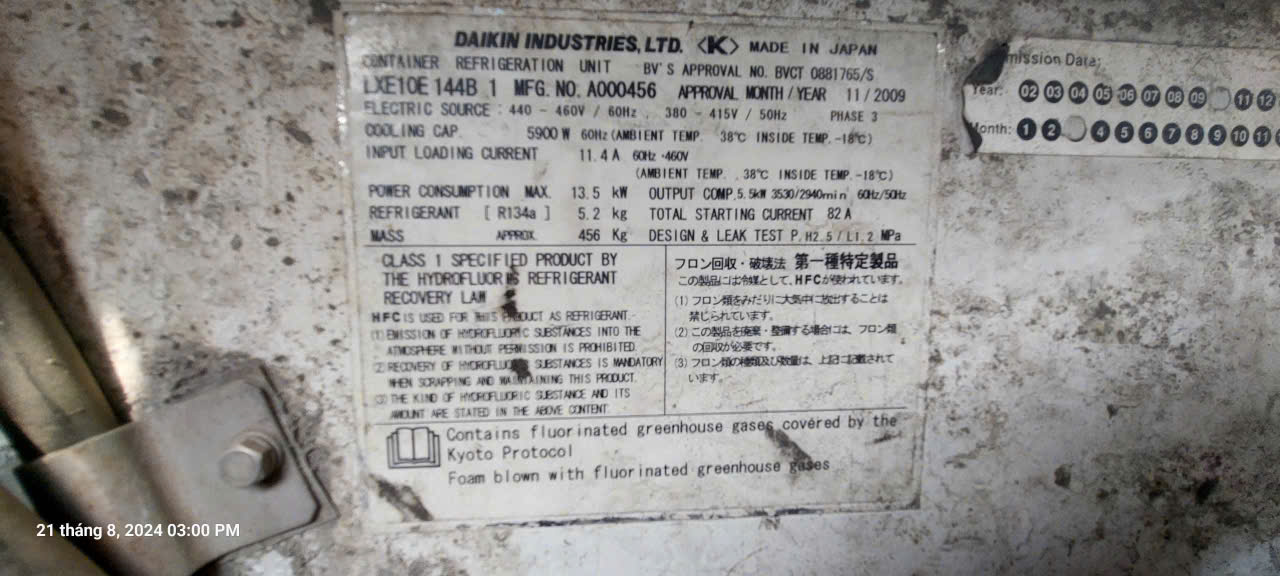 DAIKIN INDUSTRIES, LTD. <K> MADE IN JAPAN
CONTAINER REFRIGERATION UNIT BV'S APPROVAL NO. BVCT 0881765/S
LXE10E144B 1 MFG. NO. A000456 APPROVAL MONTH / YEAR 11 / 2009
ELECTRIC SOURCE : 440 - 460V / 60Hz , 380 - 415V / 50Hz PHASE 3
COOLING CAP. 5900 W 60Hz (AMBIENT TEMP. 38℃ INSIDE TEMP. -18℃)
INPUT LOADING CURRENT 11.4 A 60Hz ·460V
(AMBIENT TEMP. 38℃ INSIDE TEMP. -18℃)
POWER CONSUMPTION MAX. 13.5 kW OUTPUT COMP. 5.5kW 3530/2940min 60Hz/50Hz
REFRIGERANT [ R134a ] 5.2 kg TOTAL STARTING CURRENT 82 A
MASS APPROX. 456 Kg DESIGN & LEAK TEST P. H2.5 / L1.2 MPa
CLASS 1 SPECIFIED PRODUCT BY
THE HYDROFLUORIC REFRIGERANT
RECOVERY LAW
HFC IS USED FOR THIS PRODUCT AS REFRIGERANT.
(1) EMISSION OF HYDROFLUORIC SUBSTANCES INTO THE
ATMOSPHERE WITHOUT PERMISSION IS PROHIBITED.
(2) RECOVERY OF HYDROFLUORIC SUBSTANCES IS MANDATORY
WHEN SCRAPPING AND MAINTAINING THIS PRODUCT.
(3) THE KIND OF HYDROFLUORIC SUBSTANCE AND ITS
AMOUNT ARE STATED IN THE ABOVE CONTENT.
フロン回収・破壊法 第一種特定製品
この製品には冷媒として、HFCが使われています。
(1) フロン類をみだりに大気中に放出することは
禁じられています。
(2) この製品を廃棄・整備する場合には、フロン類
の回収が必要です。
(3) フロン類の種類及び数量は、上記に記載されて
います。
Contains fluorinated greenhouse gases covered by the
Kyoto Protocol
Foam blown with fluorinated greenhouse gases
mission Data;
Year: 02 03 04 05 06 07 08 09 11 12
Month: 1 2 4 5 6 7 8 9 10 11
21 tháng 8, 2024 03:00 PM